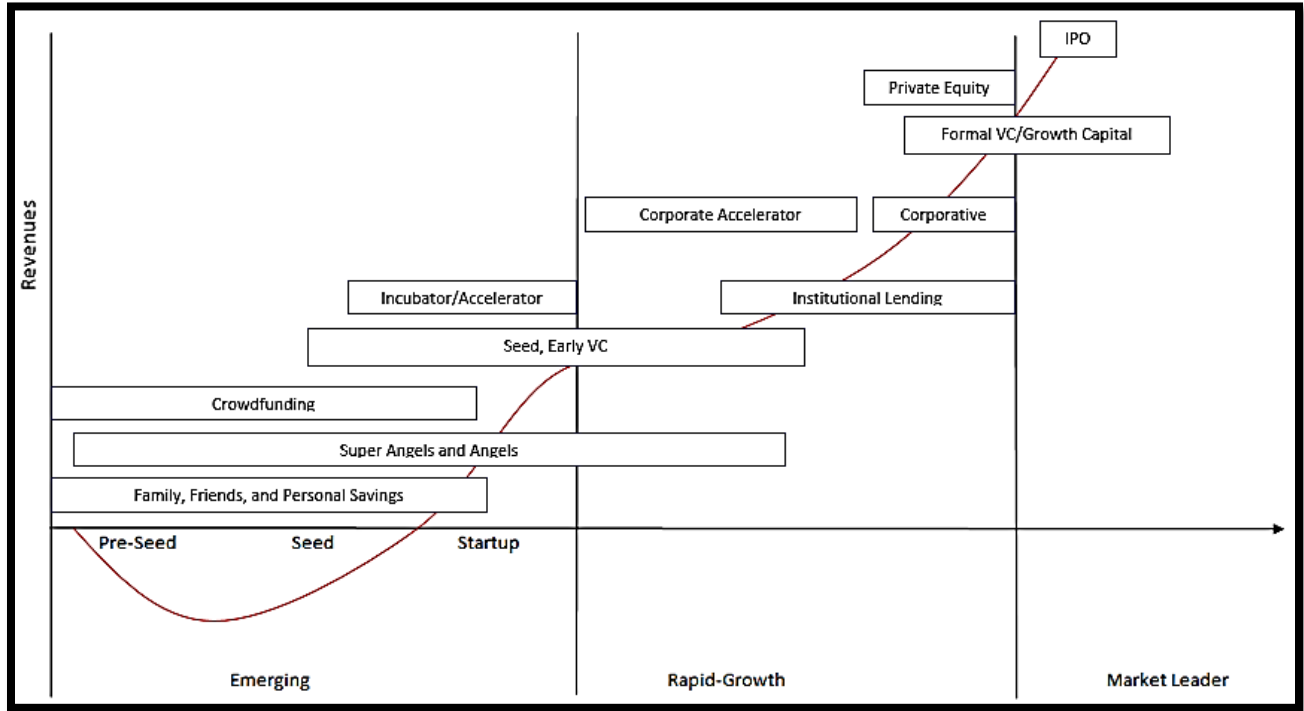 IPO
Private Equity
Formal VC/Growth Capital
Corporate Accelerator
Corporative
Revenues
Incubator/Accelerator
Institutional Lending
Seed, Early VC
Crowdfunding
Super Angels and Angels
Family, Friends, and Personal Savings
Pre-Seed
Seed
Startup
Emerging
Rapid-Growth
Market Leader